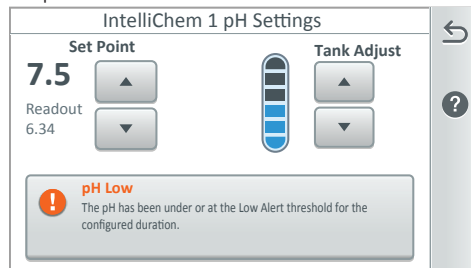 IntelliChem 1 pH Settings
Set Point
Tank Adjust
7.5
Readout
6.34
?
!
pH Low
The pH has been under or at the Low Alert threshold for the
configured duration.